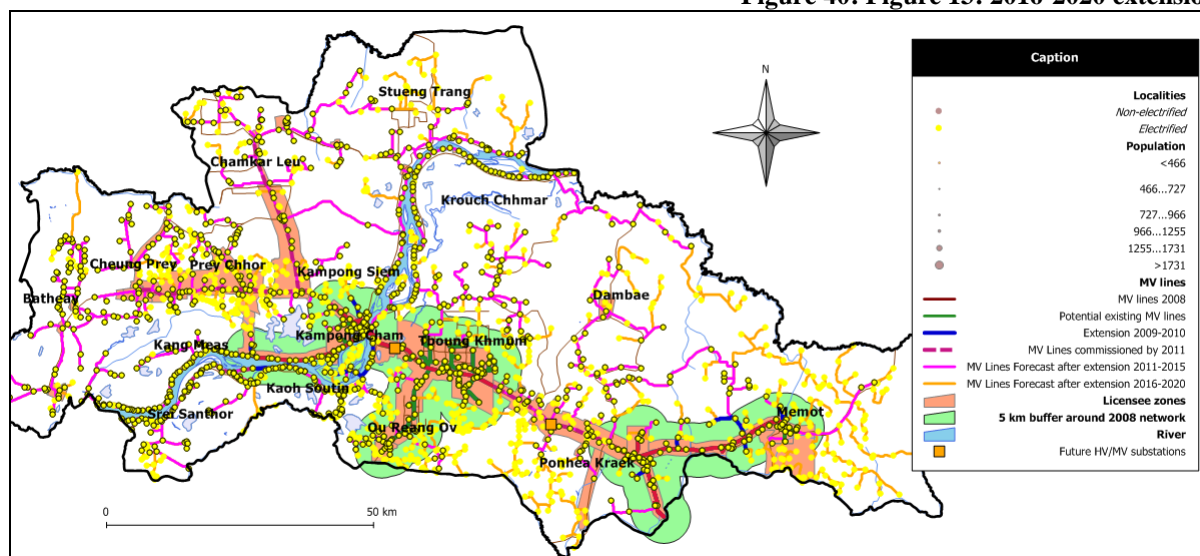 Figure 40: Figure 15: 2016-2020 extensio
N
Stueng Trang
Chamkar Leu
Krouch Chhmar
Cheung Prey
Prey Chhor
Kampong Siem
Batheay
Dambae
Kampong Cham
Tboung Khmum
Kang Meas
Kaoh Soutin
Srei Santhor
Ou Reang Ov
Memot
Ponhea Kraek
0
50 km
Caption
Localities
Non-electrified
Electrified
Population
<466
466...727
727...966
966...1255
1255...1731
>1731
MV lines
MV lines 2008
Potential existing MV lines
Extension 2009-2010
MV Lines commissioned by 2011
MV Lines Forecast after extension 2011-2015
MV Lines Forecast after extension 2016-2020
Licensee zones
5 km buffer around 2008 network
River
Future HV/MV substations